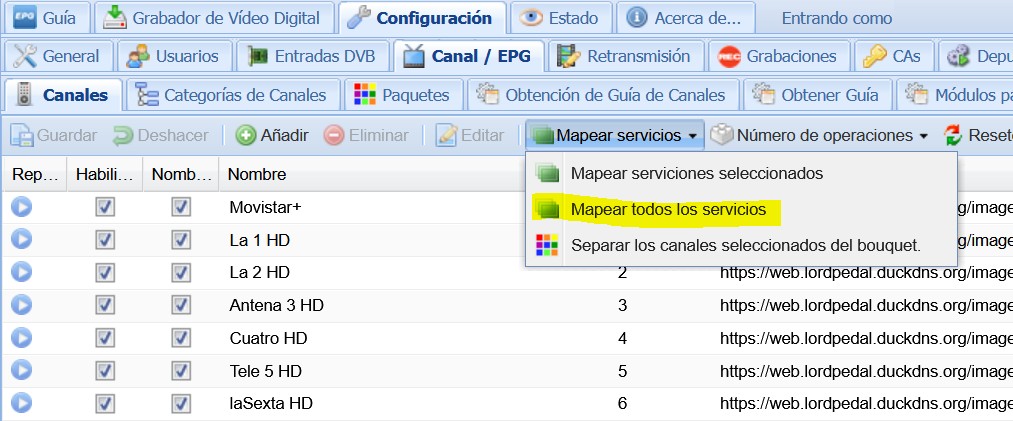 EPG Guía Grabador de Vídeo Digital Configuración Estado Acerca de... Entrando como
General Usuarios Entradas DVB Canal / EPG Retransmisión REC Grabaciones CAs Depu
Canales Categorías de Canales Paquetes Obtención de Guía de Canales Obtener Guía Módulos pa
Guardar Deshacer Añadir Eliminar Editar Mapear servicios Número de operaciones Resete
Rep... Habili... Nomb... Nombre
Mapear serviciones seleccionados
Mapear todos los servicios
Separar los canales seleccionados del bouquet.
Movistar+ rg/image
La 1 HD rg/image
La 2 HD 2 https://web.lordpedal.duckdns.org/image
Antena 3 HD 3 https://web.lordpedal.duckdns.org/image
Cuatro HD 4 https://web.lordpedal.duckdns.org/image
Tele 5 HD 5 https://web.lordpedal.duckdns.org/image
laSexta HD 6 https://web.lordpedal.duckdns.org/image